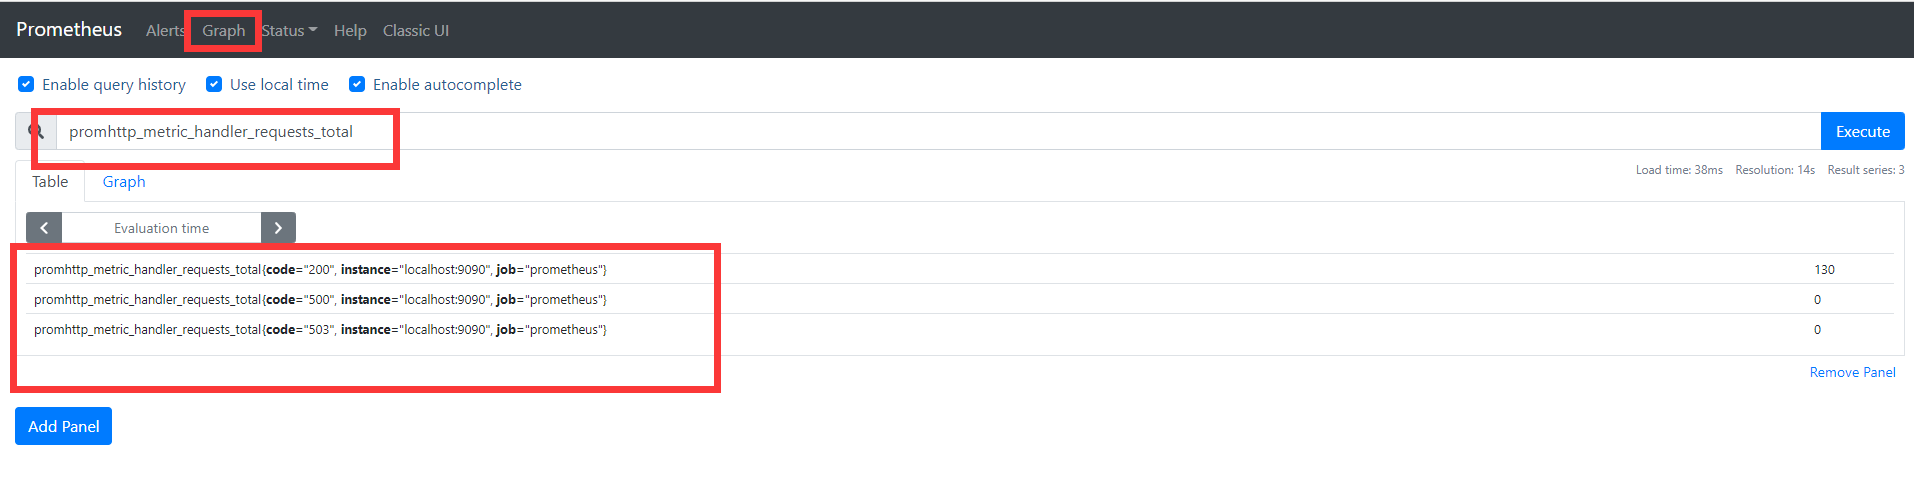 Prometheus Alerts Graph Status Help Classic UI
Enable query history Use local time Enable autocomplete
promhttp_metric_handler_requests_total Execute
Table Graph Load time: 38ms Resolution: 14s Result series: 3
Evaluation time
promhttp_metric_handler_requests_total{code="200", instance="localhost:9090", job="prometheus"} 130
promhttp_metric_handler_requests_total{code="500", instance="localhost:9090", job="prometheus"} 0
promhttp_metric_handler_requests_total{code="503", instance="localhost:9090", job="prometheus"} 0
Remove Panel
Add Panel